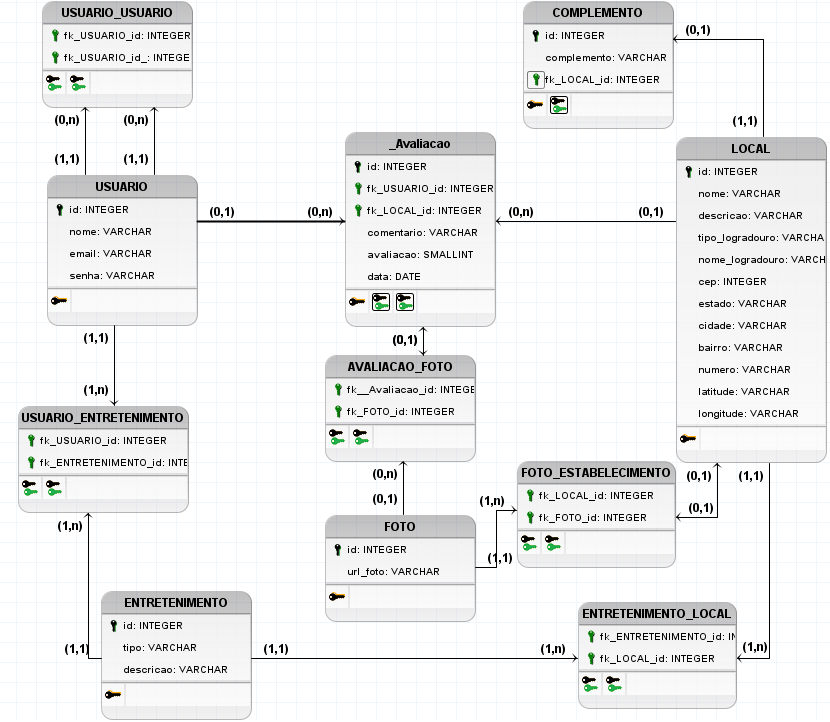 USUARIO_USUARIO
fk_USUARIO_id: INTEGER
fk_USUARIO_id_: INTEGE
(0,n)
(0,n)
(1,1)
(1,1)
USUARIO
id: INTEGER
nome: VARCHAR
email: VARCHAR
senha: VARCHAR
(0,1)
(0,n)
(1,1)
(1,n)
USUARIO_ENTRETENIMENTO
fk_USUARIO_id: INTEGER
fk_ENTRETENIMENTO_id: INTE
(1,n)
(1,1)
ENTRETENIMENTO
id: INTEGER
tipo: VARCHAR
descricao: VARCHAR
(1,1)
(1,n)
_Avaliacao
id: INTEGER
fk_USUARIO_id: INTEGER
fk_LOCAL_id: INTEGER
comentario: VARCHAR
avaliacao: SMALLINT
data: DATE
(0,n)
(0,1)
(0,1)
AVALIACAO_FOTO
fk__Avaliacao_id: INTEGE
fk_FOTO_id: INTEGER
(0,n)
(0,1)
FOTO
id: INTEGER
url_foto: VARCHAR
(1,n)
(1,1)
FOTO_ESTABELECIMENTO
fk_LOCAL_id: INTEGER
fk_FOTO_id: INTEGER
(0,1)
(0,1)
COMPLEMENTO
id: INTEGER
complemento: VARCHAR
fk_LOCAL_id: INTEGER
(0,1)
(1,1)
LOCAL
id: INTEGER
nome: VARCHAR
descricao: VARCHAR
tipo_logradouro: VARCHA
nome_logradouro: VARCH
cep: INTEGER
estado: VARCHAR
cidade: VARCHAR
bairro: VARCHAR
numero: VARCHAR
latitude: VARCHAR
longitude: VARCHAR
(1,1)
(1,n)
ENTRETENIMENTO_LOCAL
fk_ENTRETENIMENTO_id: IN
fk_LOCAL_id: INTEGER